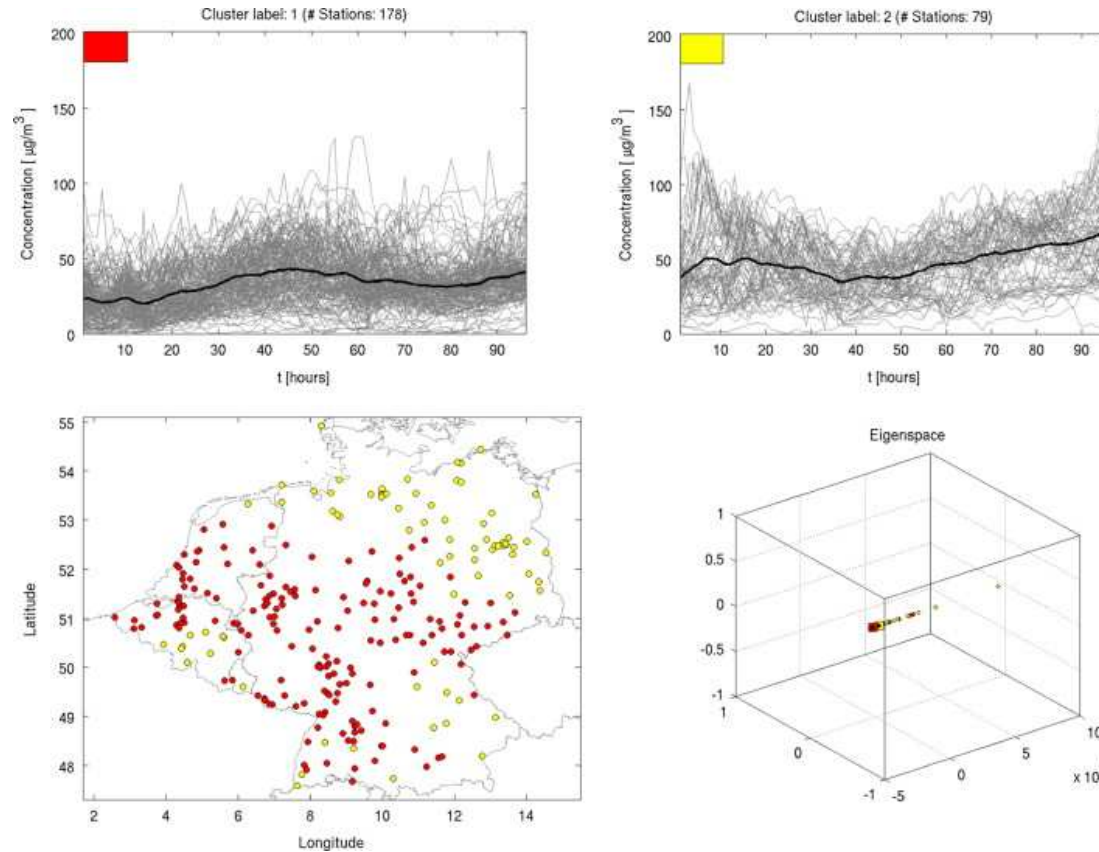 Cluster label: 1 (# Stations: 178)
200
150
100
50
0
Concentration [ µg/m³ ]
10 20 30 40 50 60 70 80 90
t [hours]
Cluster label: 2 (# Stations: 79)
200
150
100
50
0
Concentration [ µg/m³ ]
10 20 30 40 50 60 70 80 90
t [hours]
55
54
53
52
51
50
49
48
Latitude
2 4 6 8 10 12 14
Longitude
Eigenspace
1
0.5
0
-0.5
-1
1
0
-1
-5
0
5
10
x 10